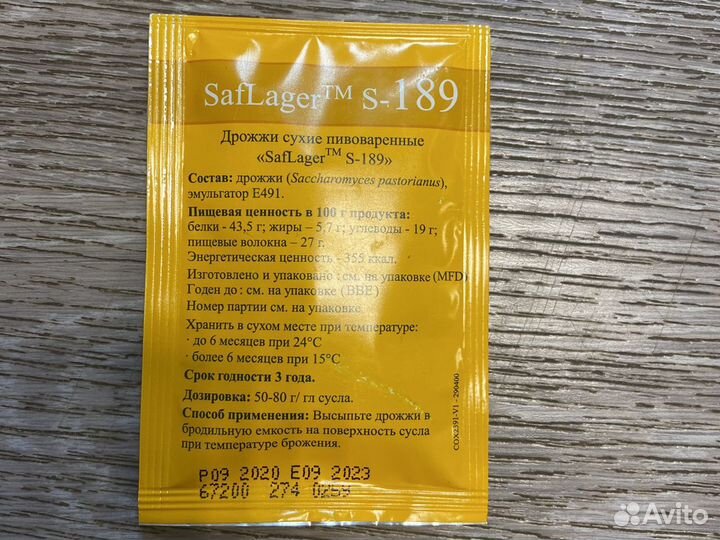 SafLager™ S-189
Дрожжи сухие пивоваренные
«SafLager™ S-189»
Состав: дрожжи (Saccharomyces pastorianus),
эмульгатор E491.
Пищевая ценность в 100 г продукта:
белки - 43,5 г; жиры – 5,7 г; углеводы - 19 г;
пищевые волокна – 27 г.
Энергетическая ценность - 355 ккал.
Изготовлено и упаковано : см. на упаковке (MFD)
Годен до : см. на упаковке (BBE)
Номер партии см. на упаковке.
Хранить в сухом месте при температуре:
· до 6 месяцев при 24°C
· более 6 месяцев при 15°C
Срок годности 3 года.
Дозировка: 50-80 г/ гл сусла.
Способ применения: Высыпьте дрожжи в
бродильную емкость на поверхность сусла
при температуре брожения.
COX2391-V1 - 290400
P09 2020 E09 2023
67200 274 0259
Avito